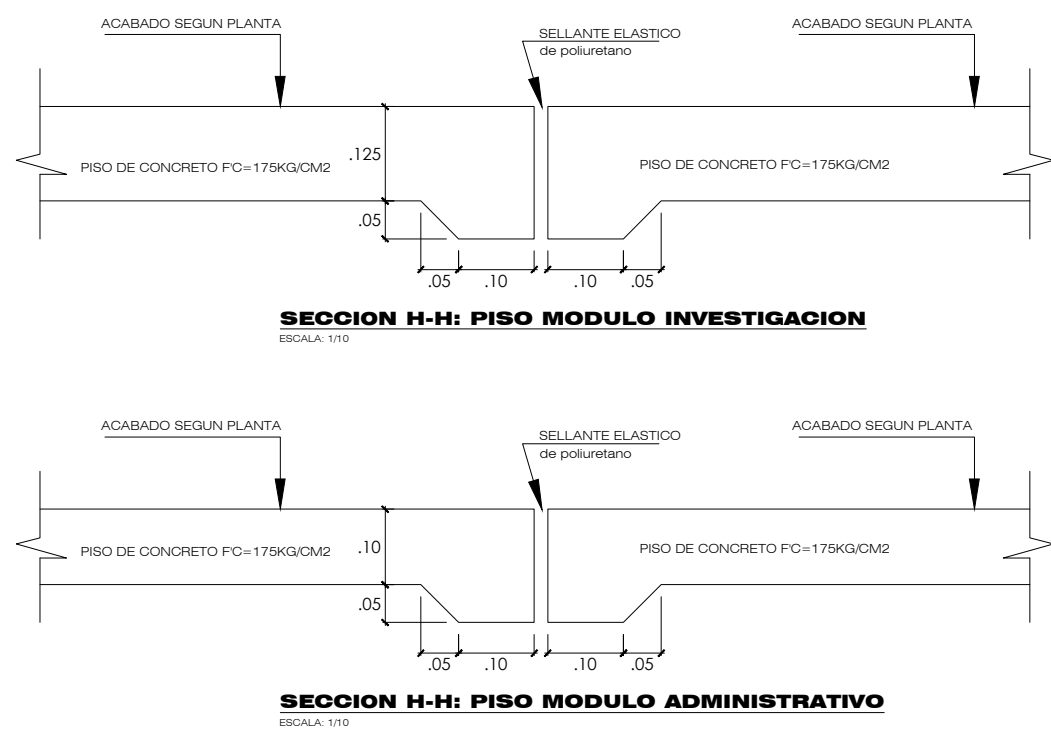 ACABADO SEGUN PLANTA
SELLANTE ELASTICO
de poliuretano
ACABADO SEGUN PLANTA
.125
PISO DE CONCRETO F'C=175KG/CM2
PISO DE CONCRETO F'C=175KG/CM2
.05
.05
.10
.10
.05
SECCION H-H: PISO MODULO INVESTIGACION
ESCALA: 1/10
ACABADO SEGUN PLANTA
SELLANTE ELASTICO
de poliuretano
ACABADO SEGUN PLANTA
PISO DE CONCRETO F'C=175KG/CM2
.10
PISO DE CONCRETO F'C=175KG/CM2
.05
.05
.10
.10
.05
SECCION H-H: PISO MODULO ADMINISTRATIVO
ESCALA: 1/10